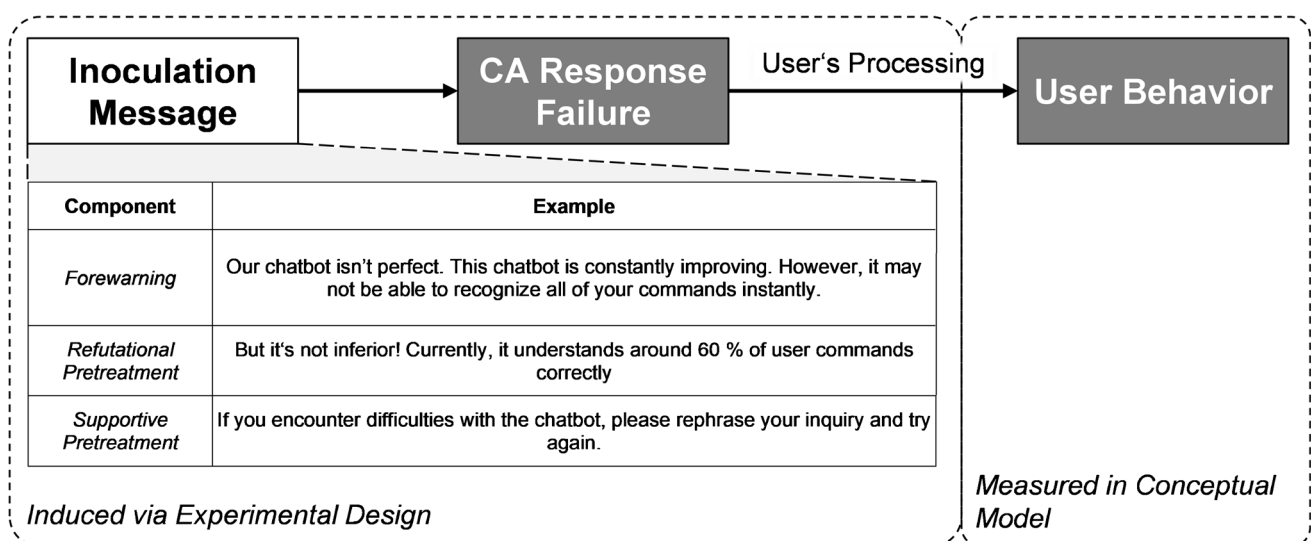 Inoculation
Message
CA Response
Failure
User‘s Processing
User Behavior
Component
Example
Forewarning
Our chatbot isn’t perfect. This chatbot is constantly improving. However, it may
not be able to recognize all of your commands instantly.
Refutational
Pretreatment
But it‘s not inferior! Currently, it understands around 60 % of user commands
correctly
Supportive
Pretreatment
If you encounter difficulties with the chatbot, please rephrase your inquiry and try
again.
Induced via Experimental Design
Measured in Conceptual
Model